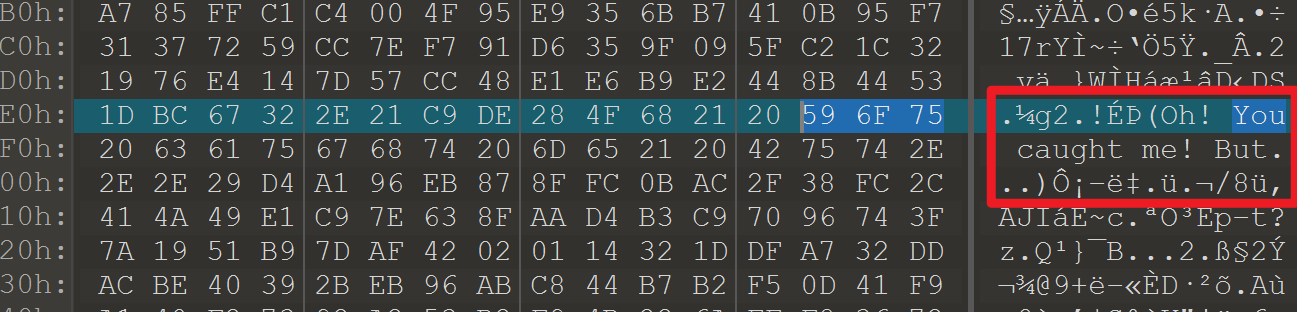 B0h: A7 85 FF C1 C4 00 4F 95 E9 35 6B B7 41 0B 95 F7 §…ÿÁÄ.O•é5k·A.•÷
C0h: 31 37 72 59 CC 7E F7 91 D6 35 9F 09 5F C2 1C 32 17rYÌ~÷‘Ö5Ÿ._Â.2
D0h: 19 76 E4 14 7D 57 CC 48 E1 E6 B9 E2 44 8B 44 53 .vä.}WÌHáæ¹âD‹DS
E0h: 1D BC 67 32 2E 21 C9 DE 28 4F 68 21 20 59 6F 75 .¼g2.!ÉÞ(Oh! You
F0h: 20 63 61 75 67 68 74 20 6D 65 21 20 42 75 74 2E caught me! But.
00h: 2E 2E 29 D4 A1 96 EB 87 8F FC 0B AC 2F 38 FC 2C ..)Ô¡–ë‡.ü.¬/8ü,
10h: 41 4A 49 E1 C9 7E 63 8F AA D4 B3 C9 70 96 74 3F AJIáÉ~c.ªÔ³Ép–t?
20h: 7A 19 51 B9 7D AF 42 02 01 14 32 1D DF A7 32 DD z.Q¹}¯B...2.ß§2Ý
30h: AC BE 40 39 2B EB 96 AB C8 44 B7 B2 F5 0D 41 F9 ¬¾@9+ë–«ÈD·²õ.Aù